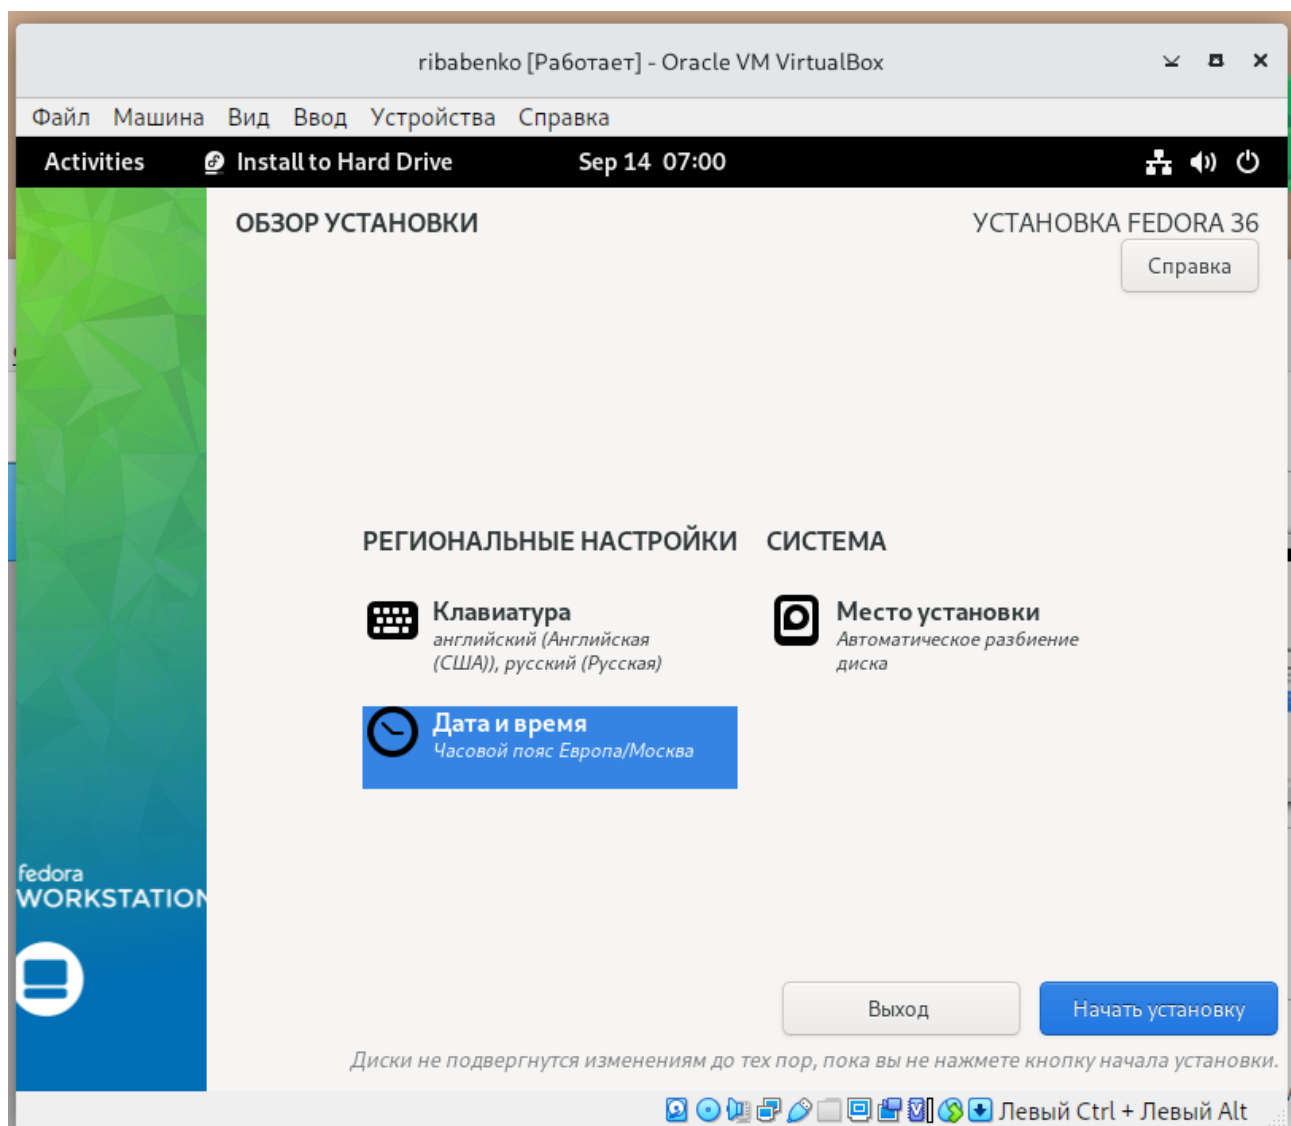 ribabenko [Работает] - Oracle VM VirtualBox
Файл Машина Вид Ввод Устройства Справка
Activities Install to Hard Drive Sep 14 07:00
ОБЗОР УСТАНОВКИ
УСТАНОВКА FEDORA 36
Справка
РЕГИОНАЛЬНЫЕ НАСТРОЙКИ
Клавиатура
английский (Английская
(США)), русский (Русская)
Дата и время
Часовой пояс Европа/Москва
СИСТЕМА
Место установки
Автоматическое разбиение
диска
fedora
WORKSTATION
Выход
Начать установку
Диски не подвергнутся изменениям до тех пор, пока вы не нажмете кнопку начала установки.
Левый Ctrl + Левый Alt